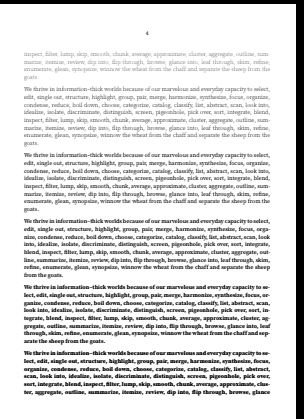 4
inspect, filter, lump, skip, smooth, chunk, average, approximate, cluster, aggregate, outline, sum-
marize, itemize, review, dip into, flip through, browse, glance into, leaf through, skim, refine,
enumerate, glean, synopsize, winnow the wheat from the chaff and separate the sheep from the
goats.
We thrive in information-thick worlds because of our marvelous and everyday capacity to select,
edit, single out, structure, highlight, group, pair, merge, harmonize, synthesize, focus, organize,
condense, reduce, boil down, choose, categorize, catalog, classify, list, abstract, scan, look into,
idealize, isolate, discriminate, distinguish, screen, pigeonhole, pick over, sort, integrate, blend,
inspect, filter, lump, skip, smooth, chunk, average, approximate, cluster, aggregate, outline, sum-
marize, itemize, review, dip into, flip through, browse, glance into, leaf through, skim, refine,
enumerate, glean, synopsize, winnow the wheat from the chaff and separate the sheep from the
goats.
We thrive in information-thick worlds because of our marvelous and everyday capacity to select,
edit, single out, structure, highlight, group, pair, merge, harmonize, synthesize, focus, organize,
condense, reduce, boil down, choose, categorize, catalog, classify, list, abstract, scan, look into,
idealize, isolate, discriminate, distinguish, screen, pigeonhole, pick over, sort, integrate, blend,
inspect, filter, lump, skip, smooth, chunk, average, approximate, cluster, aggregate, outline, sum-
marize, itemize, review, dip into, flip through, browse, glance into, leaf through, skim, refine,
enumerate, glean, synopsize, winnow the wheat from the chaff and separate the sheep from the
goats.
We thrive in information-thick worlds because of our marvelous and everyday capacity to select,
edit, single out, structure, highlight, group, pair, merge, harmonize, synthesize, focus, orga-
nize, condense, reduce, boil down, choose, categorize, catalog, classify, list, abstract, scan, look
into, idealize, isolate, discriminate, distinguish, screen, pigeonhole, pick over, sort, integrate,
blend, inspect, filter, lump, skip, smooth, chunk, average, approximate, cluster, aggregate, out-
line, summarize, itemize, review, dip into, flip through, browse, glance into, leaf through, skim,
refine, enumerate, glean, synopsize, winnow the wheat from the chaff and separate the sheep
from the goats.
We thrive in information-thick worlds because of our marvelous and everyday capacity to se-
lect, edit, single out, structure, highlight, group, pair, merge, harmonize, synthesize, focus, or-
ganize, condense, reduce, boil down, choose, categorize, catalog, classify, list, abstract, scan,
look into, idealize, isolate, discriminate, distinguish, screen, pigeonhole, pick over, sort, in-
tegrate, blend, inspect, filter, lump, skip, smooth, chunk, average, approximate, cluster, ag-
gregate, outline, summarize, itemize, review, dip into, flip through, browse, glance into, leaf
through, skim, refine, enumerate, glean, synopsize, winnow the wheat from the chaff and sep-
arate the sheep from the goats.
We thrive in information-thick worlds because of our marvelous and everyday capacity to se-
lect, edit, single out, structure, highlight, group, pair, merge, harmonize, synthesize, focus,
organize, condense, reduce, boil down, choose, categorize, catalog, classify, list, abstract,
scan, look into, idealize, isolate, discriminate, distinguish, screen, pigeonhole, pick over,
sort, integrate, blend, inspect, filter, lump, skip, smooth, chunk, average, approximate, clus-
ter, aggregate, outline, summarize, itemize, review, dip into, flip through, browse, glance